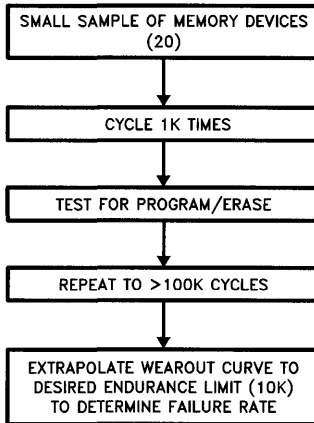 SMALL SAMPLE OF MEMORY DEVICES
(20)
CYCLE 1K TIMES
TEST FOR PROGRAM/ERASE
REPEAT TO >100K CYCLES
EXTRAPOLATE WEAROUT CURVE TO
DESIRED ENDURANCE LIMIT (10K)
TO DETERMINE FAILURE RATE